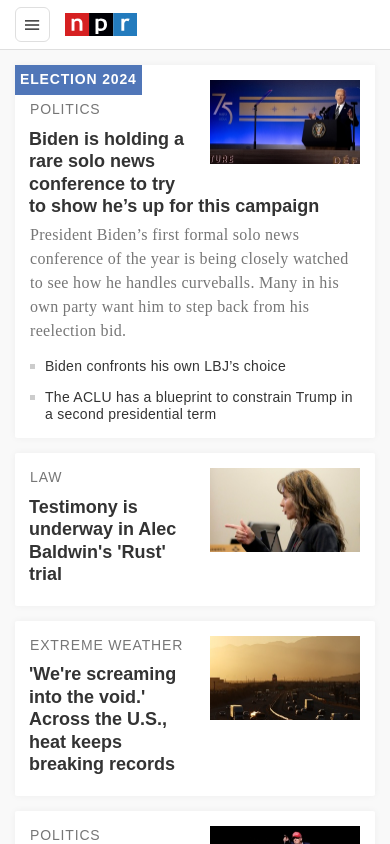 npr
ELECTION 2024
POLITICS
Biden is holding a
rare solo news
conference to try
to show he’s up for this campaign
President Biden’s first formal solo news
conference of the year is being closely watched
to see how he handles curveballs. Many in his
own party want him to step back from his
reelection bid.
Biden confronts his own LBJ’s choice
The ACLU has a blueprint to constrain Trump in
a second presidential term
LAW
Testimony is
underway in Alec
Baldwin's 'Rust'
trial
EXTREME WEATHER
'We're screaming
into the void.'
Across the U.S.,
heat keeps
breaking records
POLITICS